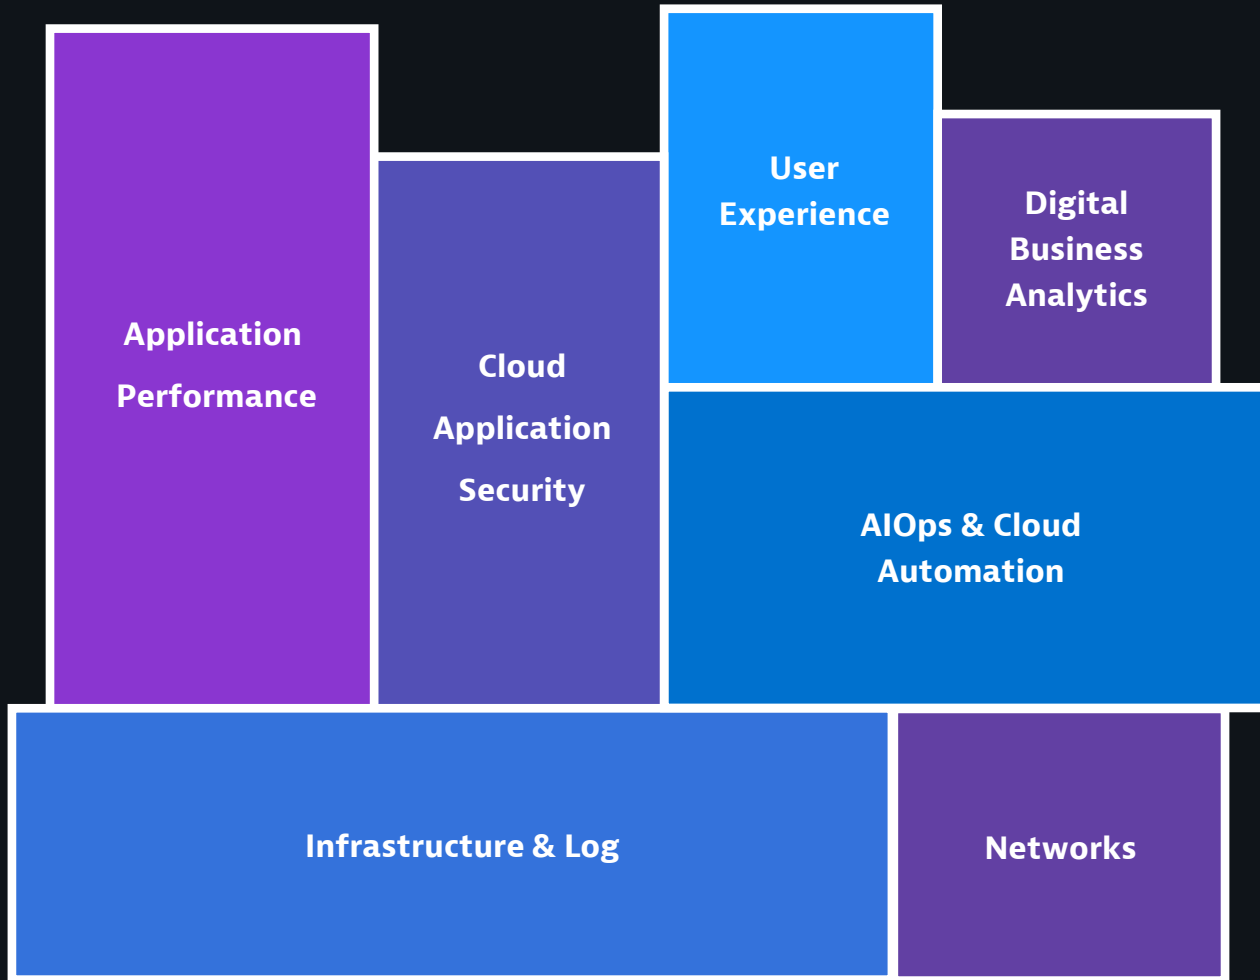 Application
Performance
Cloud
Application
Security
User
Experience
Digital
Business
Analytics
AIOps & Cloud
Automation
Infrastructure & Log
Networks